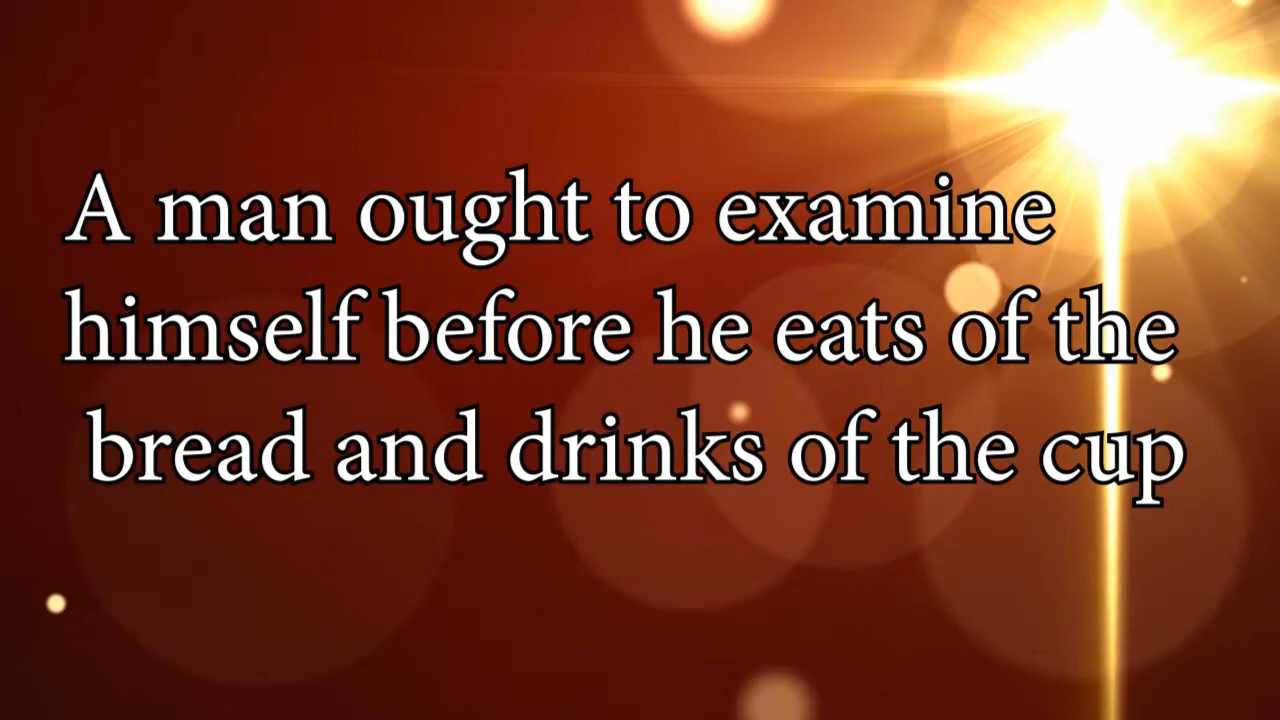 A man ought to examine
himself before he eats of the
bread and drinks of the cup